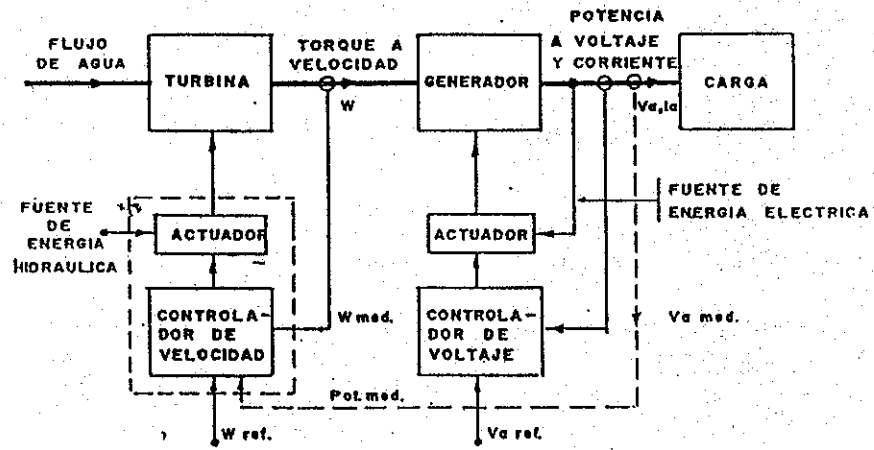 FLUJO
DE AGUA
TURBINA
TORQUE A
VELOCIDAD
W
GENERADOR
POTENCIA
A VOLTAJE
Y CORRIENTE
Va,Ia
CARGA
FUENTE
DE
ENERGIA
HIDRAULICA
ACTUADOR
ACTUADOR
FUENTE DE
ENERGIA ELECTRICA
CONTROLA-
DOR DE
VELOCIDAD
W med.
CONTROLA-
DOR DE
VOLTAJE
Va med.
Pot.med.
W ref.
Va ref.